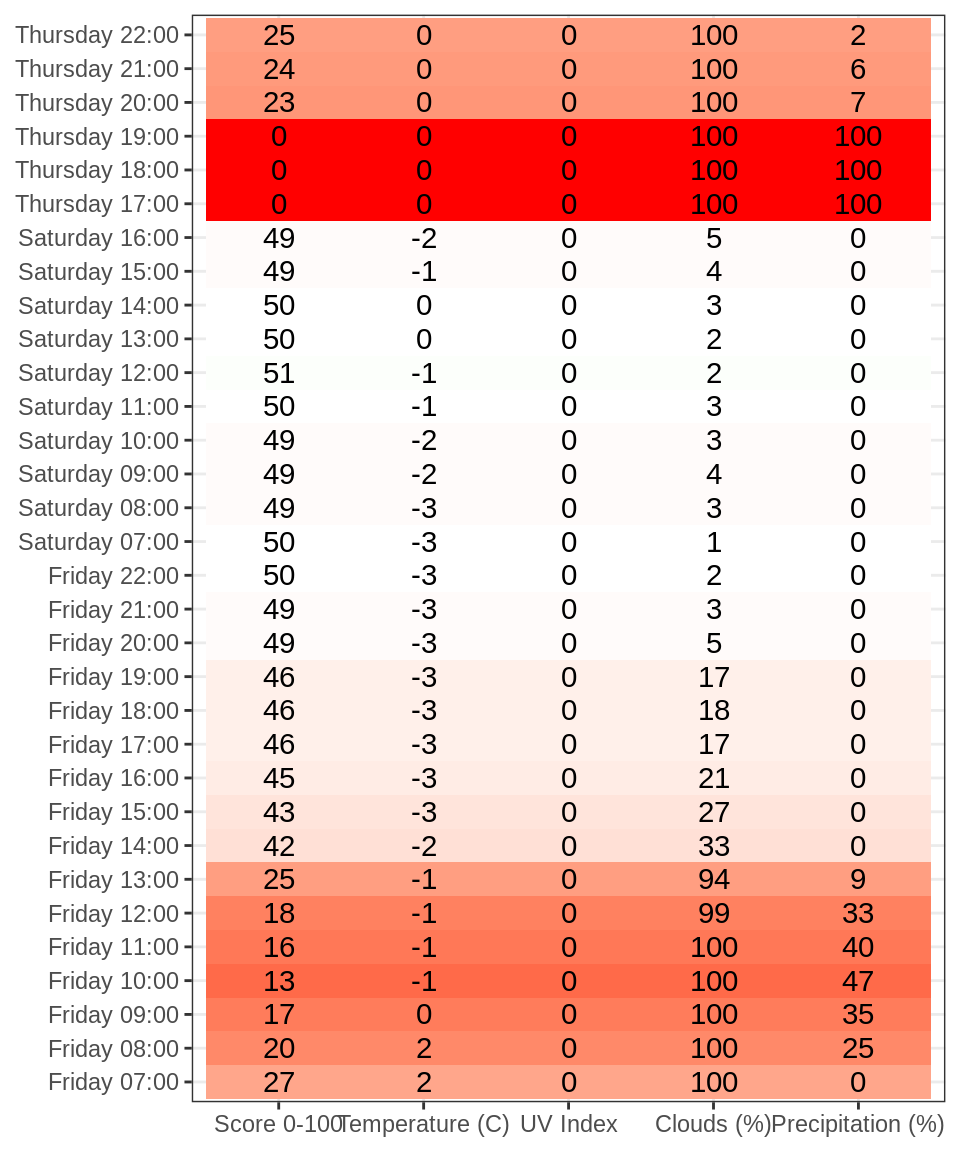 Thursday 22:00 25 0 0 100 2
Thursday 21:00 24 0 0 100 6
Thursday 20:00 23 0 0 100 7
Thursday 19:00 0 0 0 100 100
Thursday 18:00 0 0 0 100 100
Thursday 17:00 0 0 0 100 100
Saturday 16:00 49 -2 0 5 0
Saturday 15:00 49 -1 0 4 0
Saturday 14:00 50 0 0 3 0
Saturday 13:00 50 0 0 2 0
Saturday 12:00 51 -1 0 2 0
Saturday 11:00 50 -1 0 3 0
Saturday 10:00 49 -2 0 3 0
Saturday 09:00 49 -2 0 4 0
Saturday 08:00 49 -3 0 3 0
Saturday 07:00 50 -3 0 1 0
Friday 22:00 50 -3 0 2 0
Friday 21:00 49 -3 0 3 0
Friday 20:00 49 -3 0 5 0
Friday 19:00 46 -3 0 17 0
Friday 18:00 46 -3 0 18 0
Friday 17:00 46 -3 0 17 0
Friday 16:00 45 -3 0 21 0
Friday 15:00 43 -3 0 27 0
Friday 14:00 42 -2 0 33 0
Friday 13:00 25 -1 0 94 9
Friday 12:00 18 -1 0 99 33
Friday 11:00 16 -1 0 100 40
Friday 10:00 13 -1 0 100 47
Friday 09:00 17 0 0 100 35
Friday 08:00 20 2 0 100 25
Friday 07:00 27 2 0 100 0
Score 0-100 Temperature (C) UV Index Clouds (%) Precipitation (%)